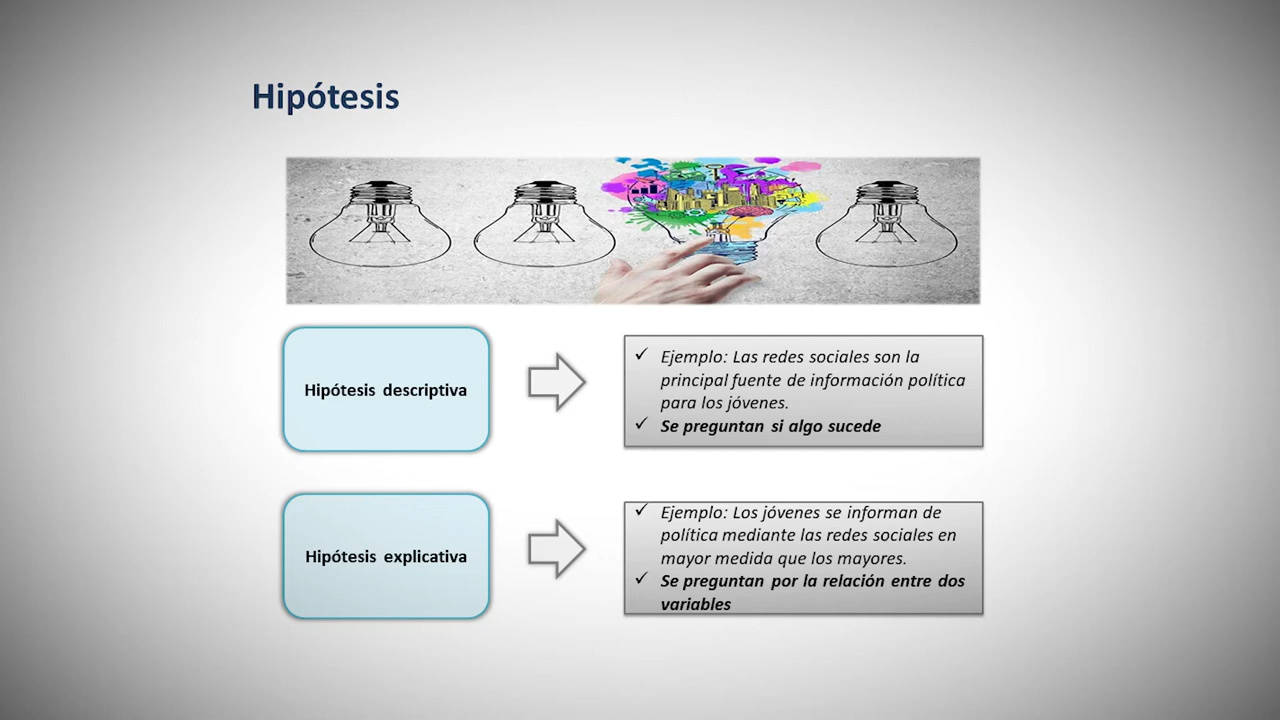 Hipótesis
Hipótesis descriptiva
Ejemplo: Las redes sociales son la
principal fuente de información política
para los jóvenes.
Se preguntan si algo sucede
Hipótesis explicativa
Ejemplo: Los jóvenes se informan de
política mediante las redes sociales en
mayor medida que los mayores.
Se preguntan por la relación entre dos
variables